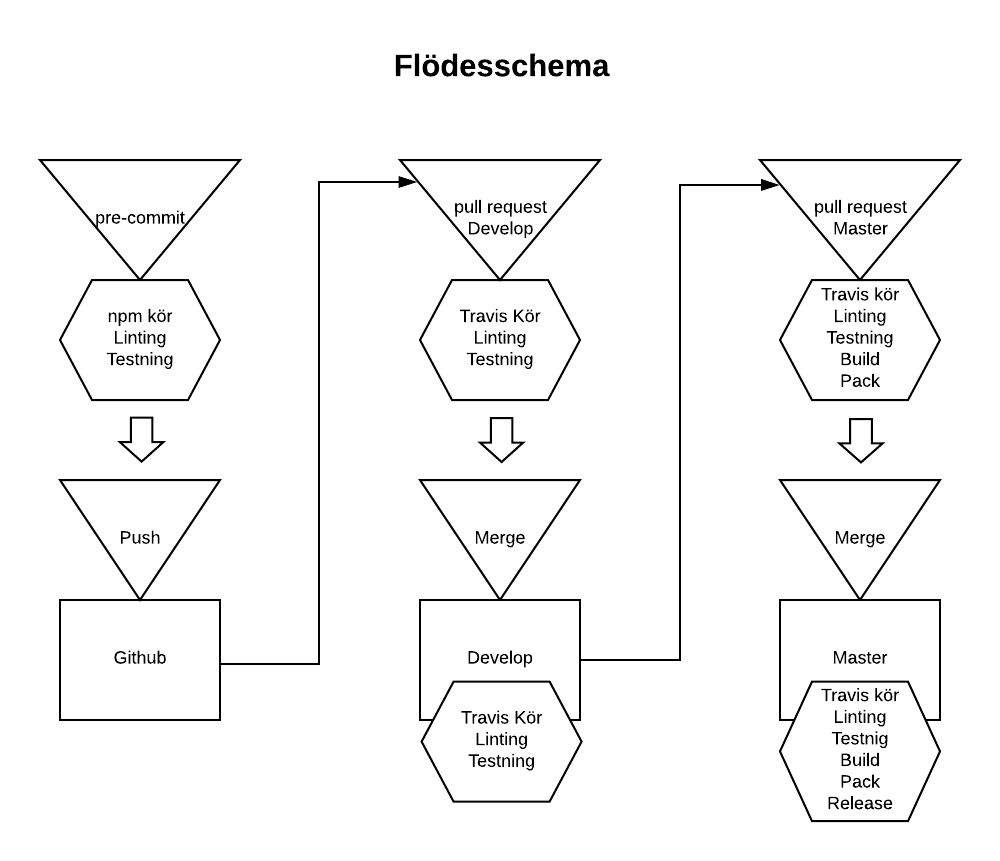 Flödesschema
pre-commit
npm kör
Linting
Testning
Push
Github
pull request
Develop
Travis Kör
Linting
Testning
Merge
Develop
Travis Kör
Linting
Testning
pull request
Master
Travis kör
Linting
Testning
Build
Pack
Merge
Master
Travis kör
Linting
Testnig
Build
Pack
Release